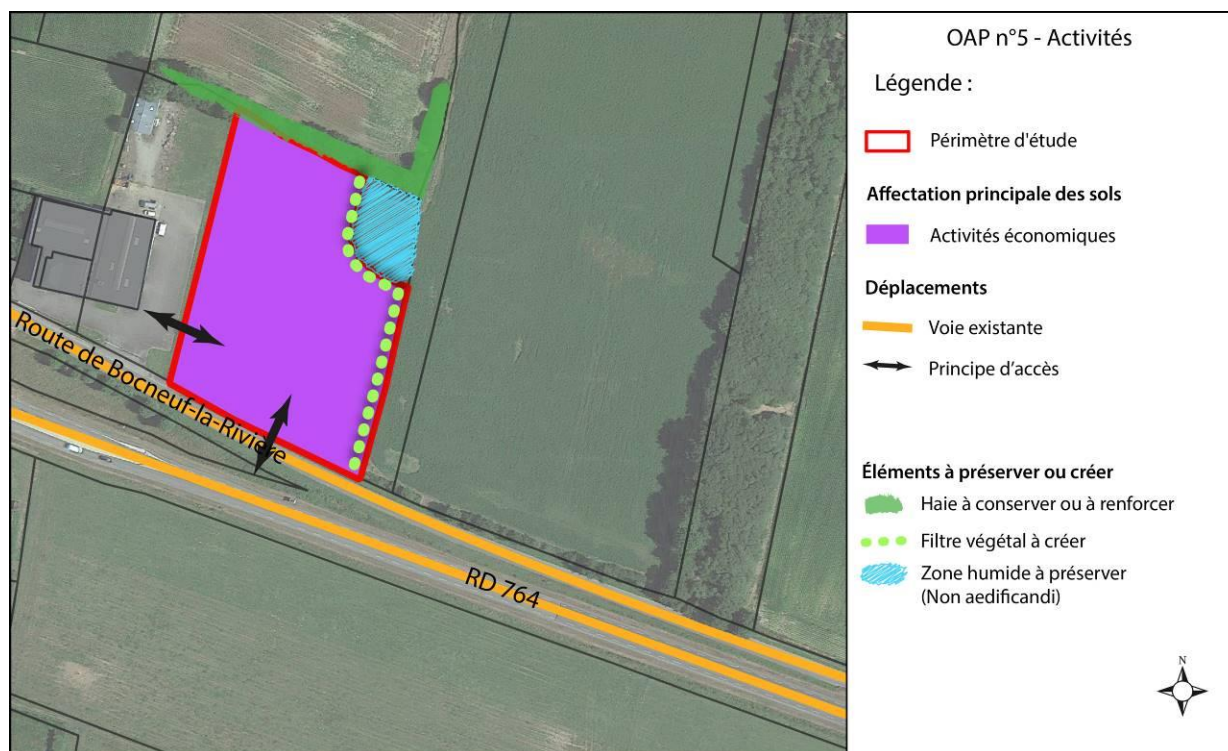 OAP n°5 - Activités
Légende :
Périmètre d'étude
Affectation principale des sols
Activités économiques
Déplacements
Voie existante
Principe d'accès
Éléments à préserver ou créer
Haie à conserver ou à renforcer
Filtre végétal à créer
Zone humide à préserver
(Non aedificandi)
N
Route de Bocneuf-la-Rivière
RD 764